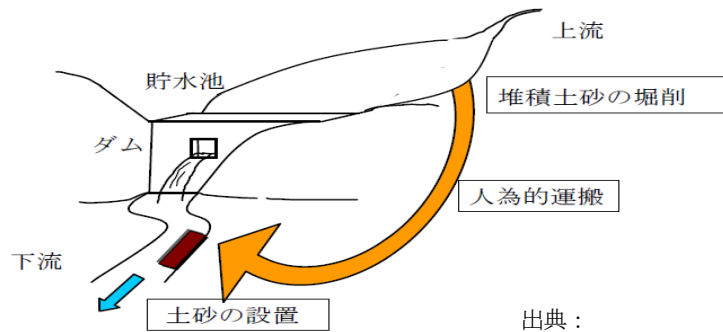 上流
貯水池
堆積土砂の堀削
ダム
人為的運搬
下流
土砂の設置
出典：